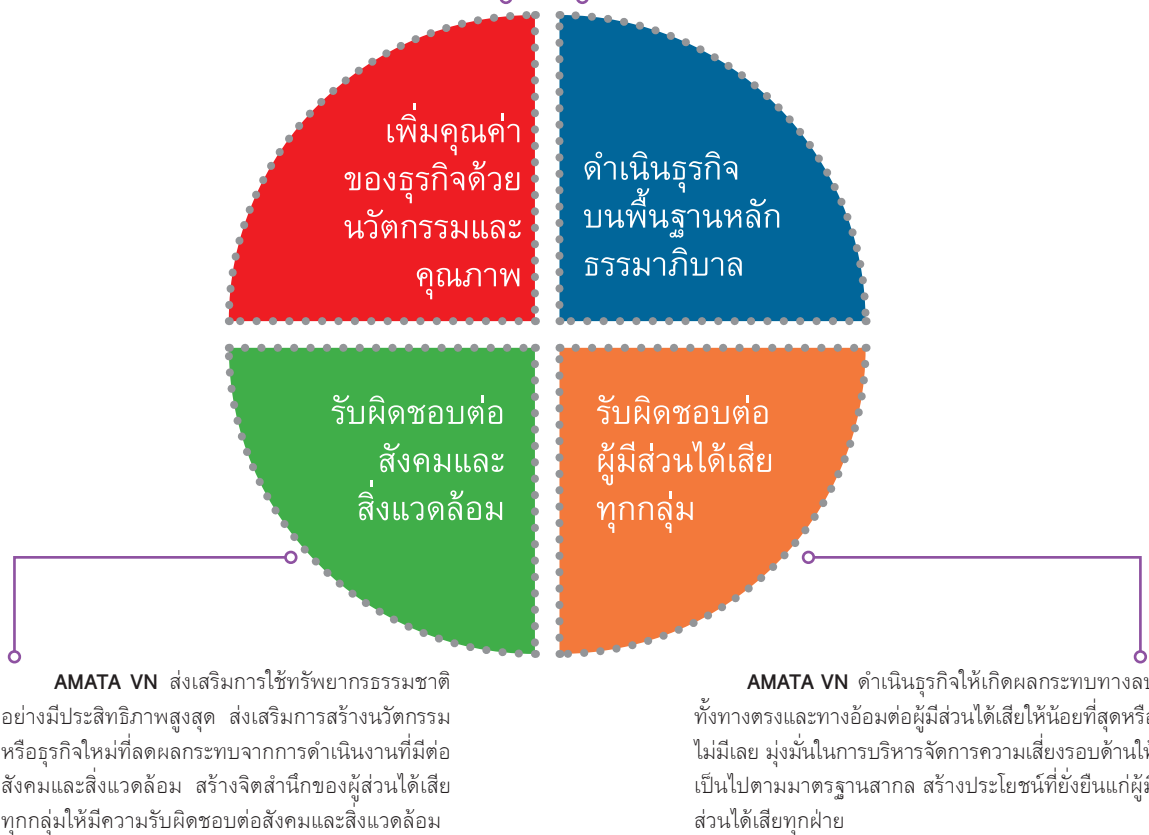 เพิ่มคุณค่า
ของธุรกิจด้วย
นวัตกรรมและ
คุณภาพ
ดำเนินธุรกิจ
บนพื้นฐานหลัก
ธรรมาภิบาล
รับผิดชอบต่อ
สังคมและ
สิ่งแวดล้อม
รับผิดชอบต่อ
ผู้มีส่วนได้เสีย
ทุกกลุ่ม
AMATA VN ส่งเสริมการใช้ทรัพยากรธรรมชาติ
อย่างมีประสิทธิภาพสูงสุด ส่งเสริมการสร้างนวัตกรรม
หรือธุรกิจใหม่ที่ลดผลกระทบจากการดำเนินงานที่มีต่อ
สังคมและสิ่งแวดล้อม สร้างจิตสำนึกของผู้ส่วนได้เสีย
ทุกกลุ่มให้มีความรับผิดชอบต่อสังคมและสิ่งแวดล้อม
AMATA VN ดำเนินธุรกิจให้เกิดผลกระทบทางลบ
ทั้งทางตรงและทางอ้อมต่อผู้มีส่วนได้เสียให้น้อยที่สุดหรือ
ไม่มีเลย มุ่งมั่นในการบริหารจัดการความเสี่ยงรอบด้านให้
เป็นไปตามมาตรฐานสากล สร้างประโยชน์ที่ยั่งยืนแก่ผู้มี
ส่วนได้เสียทุกฝ่าย